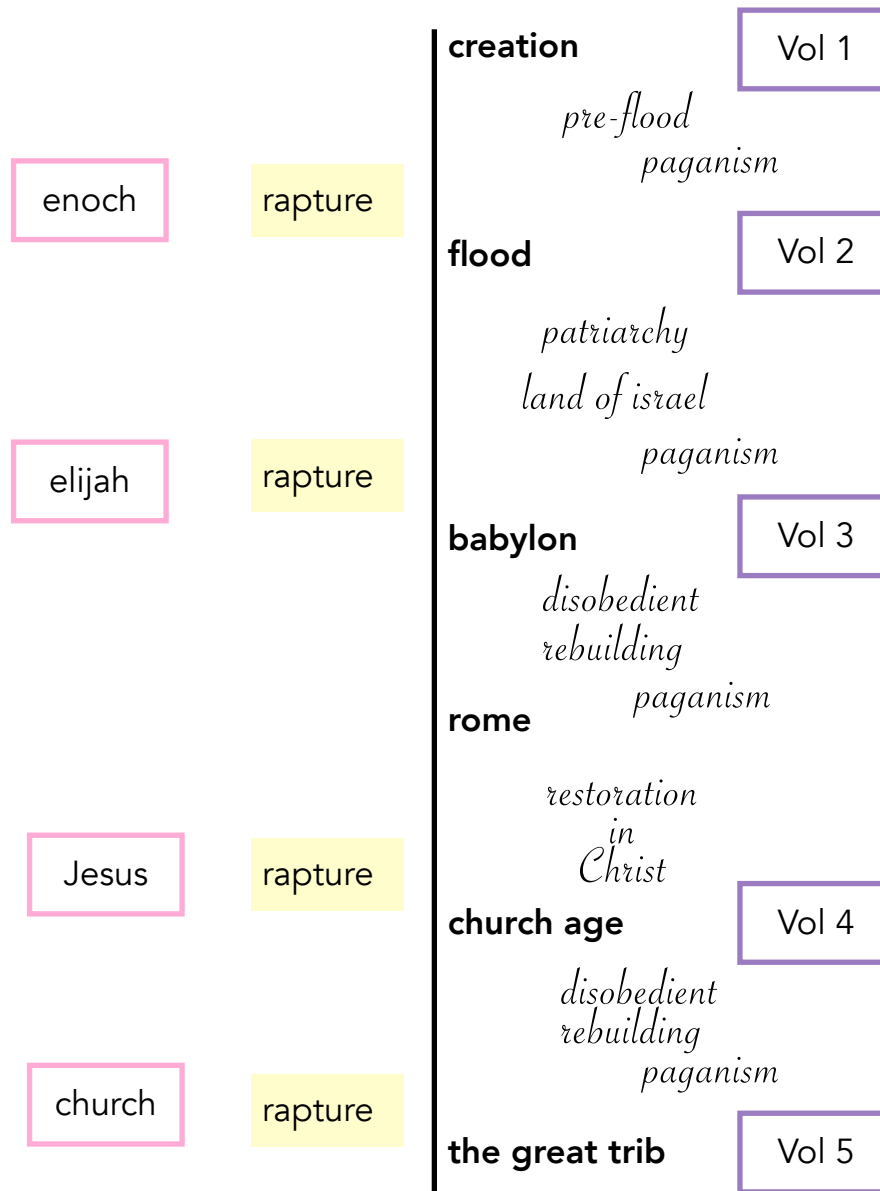 creation
Vol 1
pre-flood
paganism
enoch
rapture
flood
Vol 2
patriarchy
land of israel
paganism
elijah
rapture
babylon
Vol 3
disobedient
rebuilding
paganism
rome
restoration
in
Christ
Jesus
rapture
church age
Vol 4
disobedient
rebuilding
paganism
church
rapture
the great trib
Vol 5